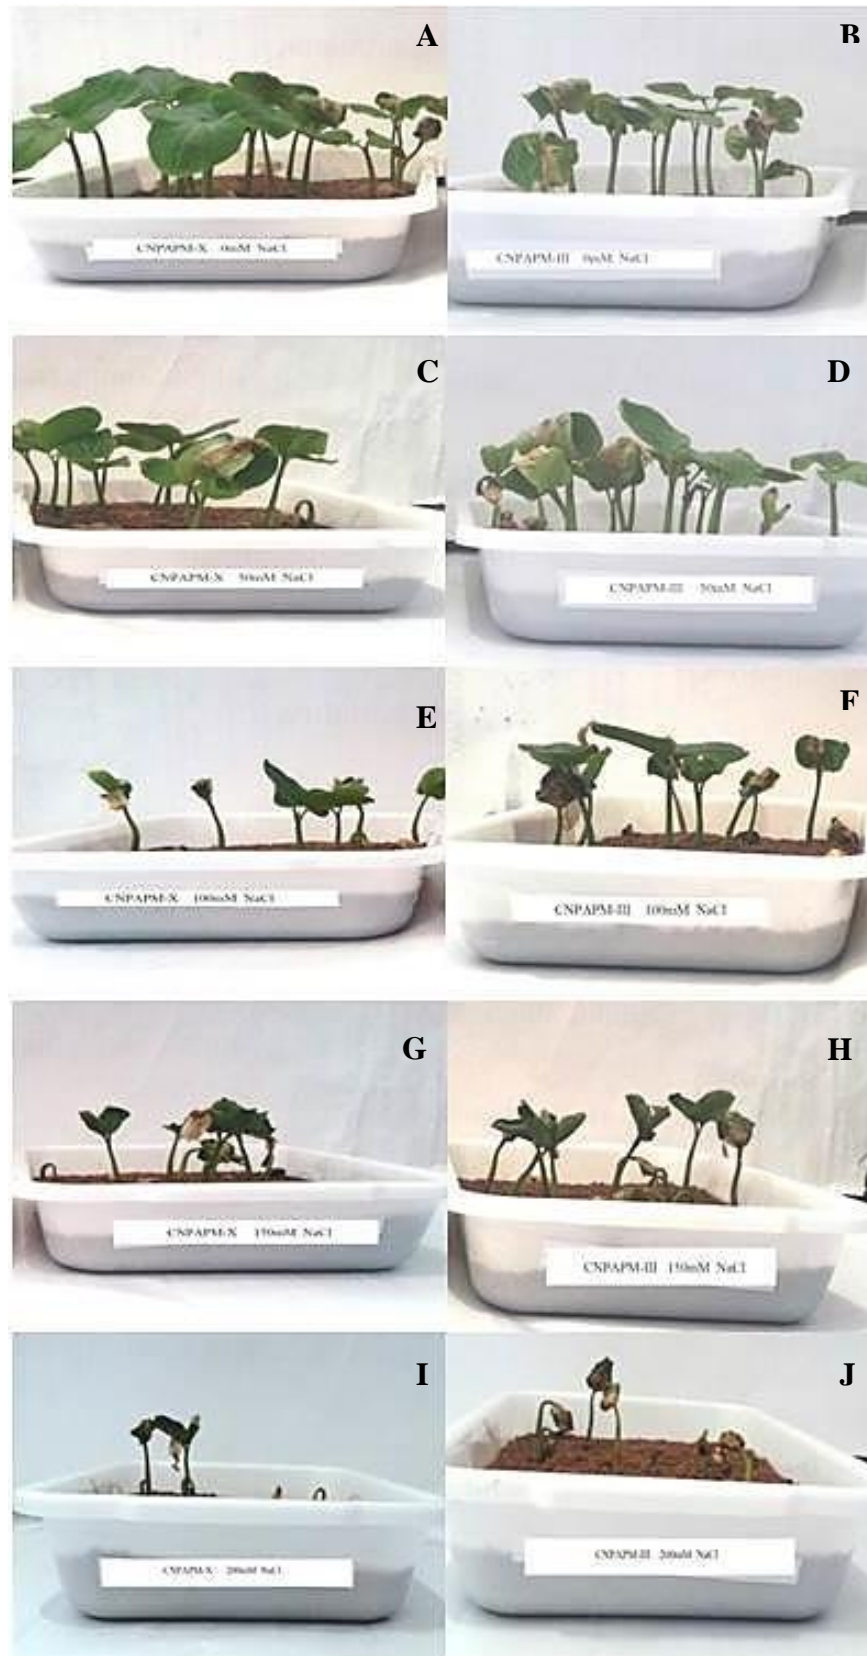 A
B
CNPAPM-X 0mM NaCl
CNPAPM-III 0mM NaCl
C
D
CNPAPM-X 50mM NaCl
CNPAPM-III 50mM NaCl
E
F
CNPAPM-X 100mM NaCl
CNPAPM-III 100mM NaCl
G
H
CNPAPM-X 150mM NaCl
CNPAPM-III 150mM NaCl
I
J
CNPAPM-X 200mM NaCl
CNPAPM-III 200mM NaCl